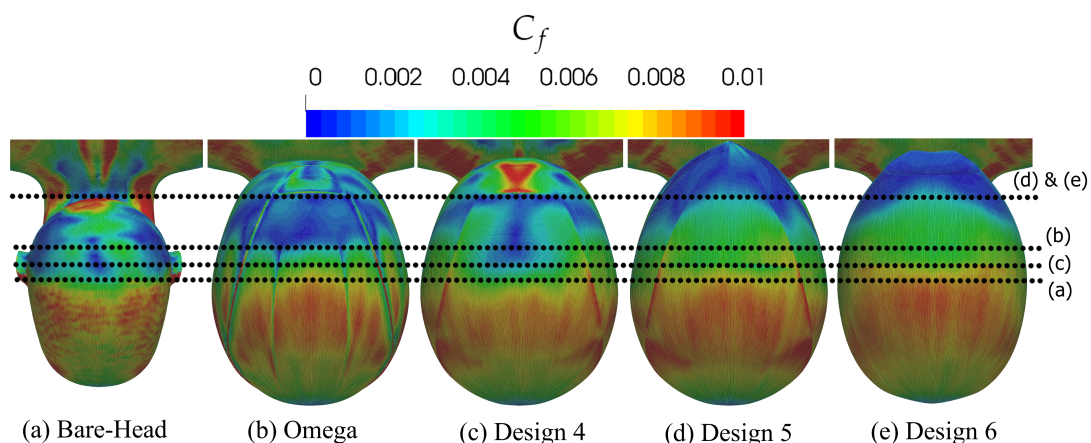 C_f
0 0.002 0.004 0.006 0.008 0.01
(d) & (e)
(b)
(c)
(a)
(a) Bare-Head (b) Omega (c) Design 4 (d) Design 5 (e) Design 6